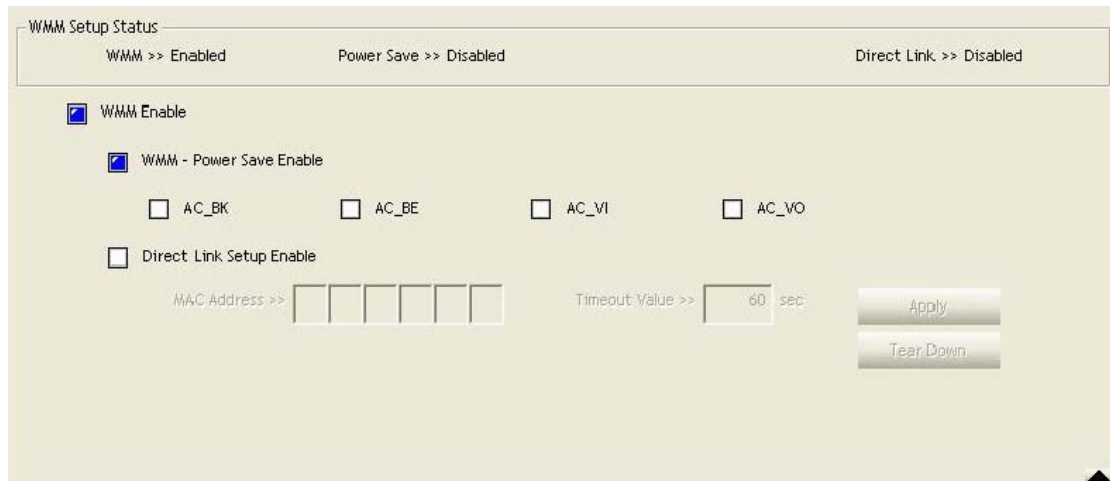 WMM Setup Status
WMM >> Enabled Power Save >> Disabled Direct Link >> Disabled
WMM Enable
WMM - Power Save Enable
AC_BK AC_BE AC_VI AC_VO
Direct Link Setup Enable
MAC Address >> Timeout Value >> 60 sec Apply
Tear Down